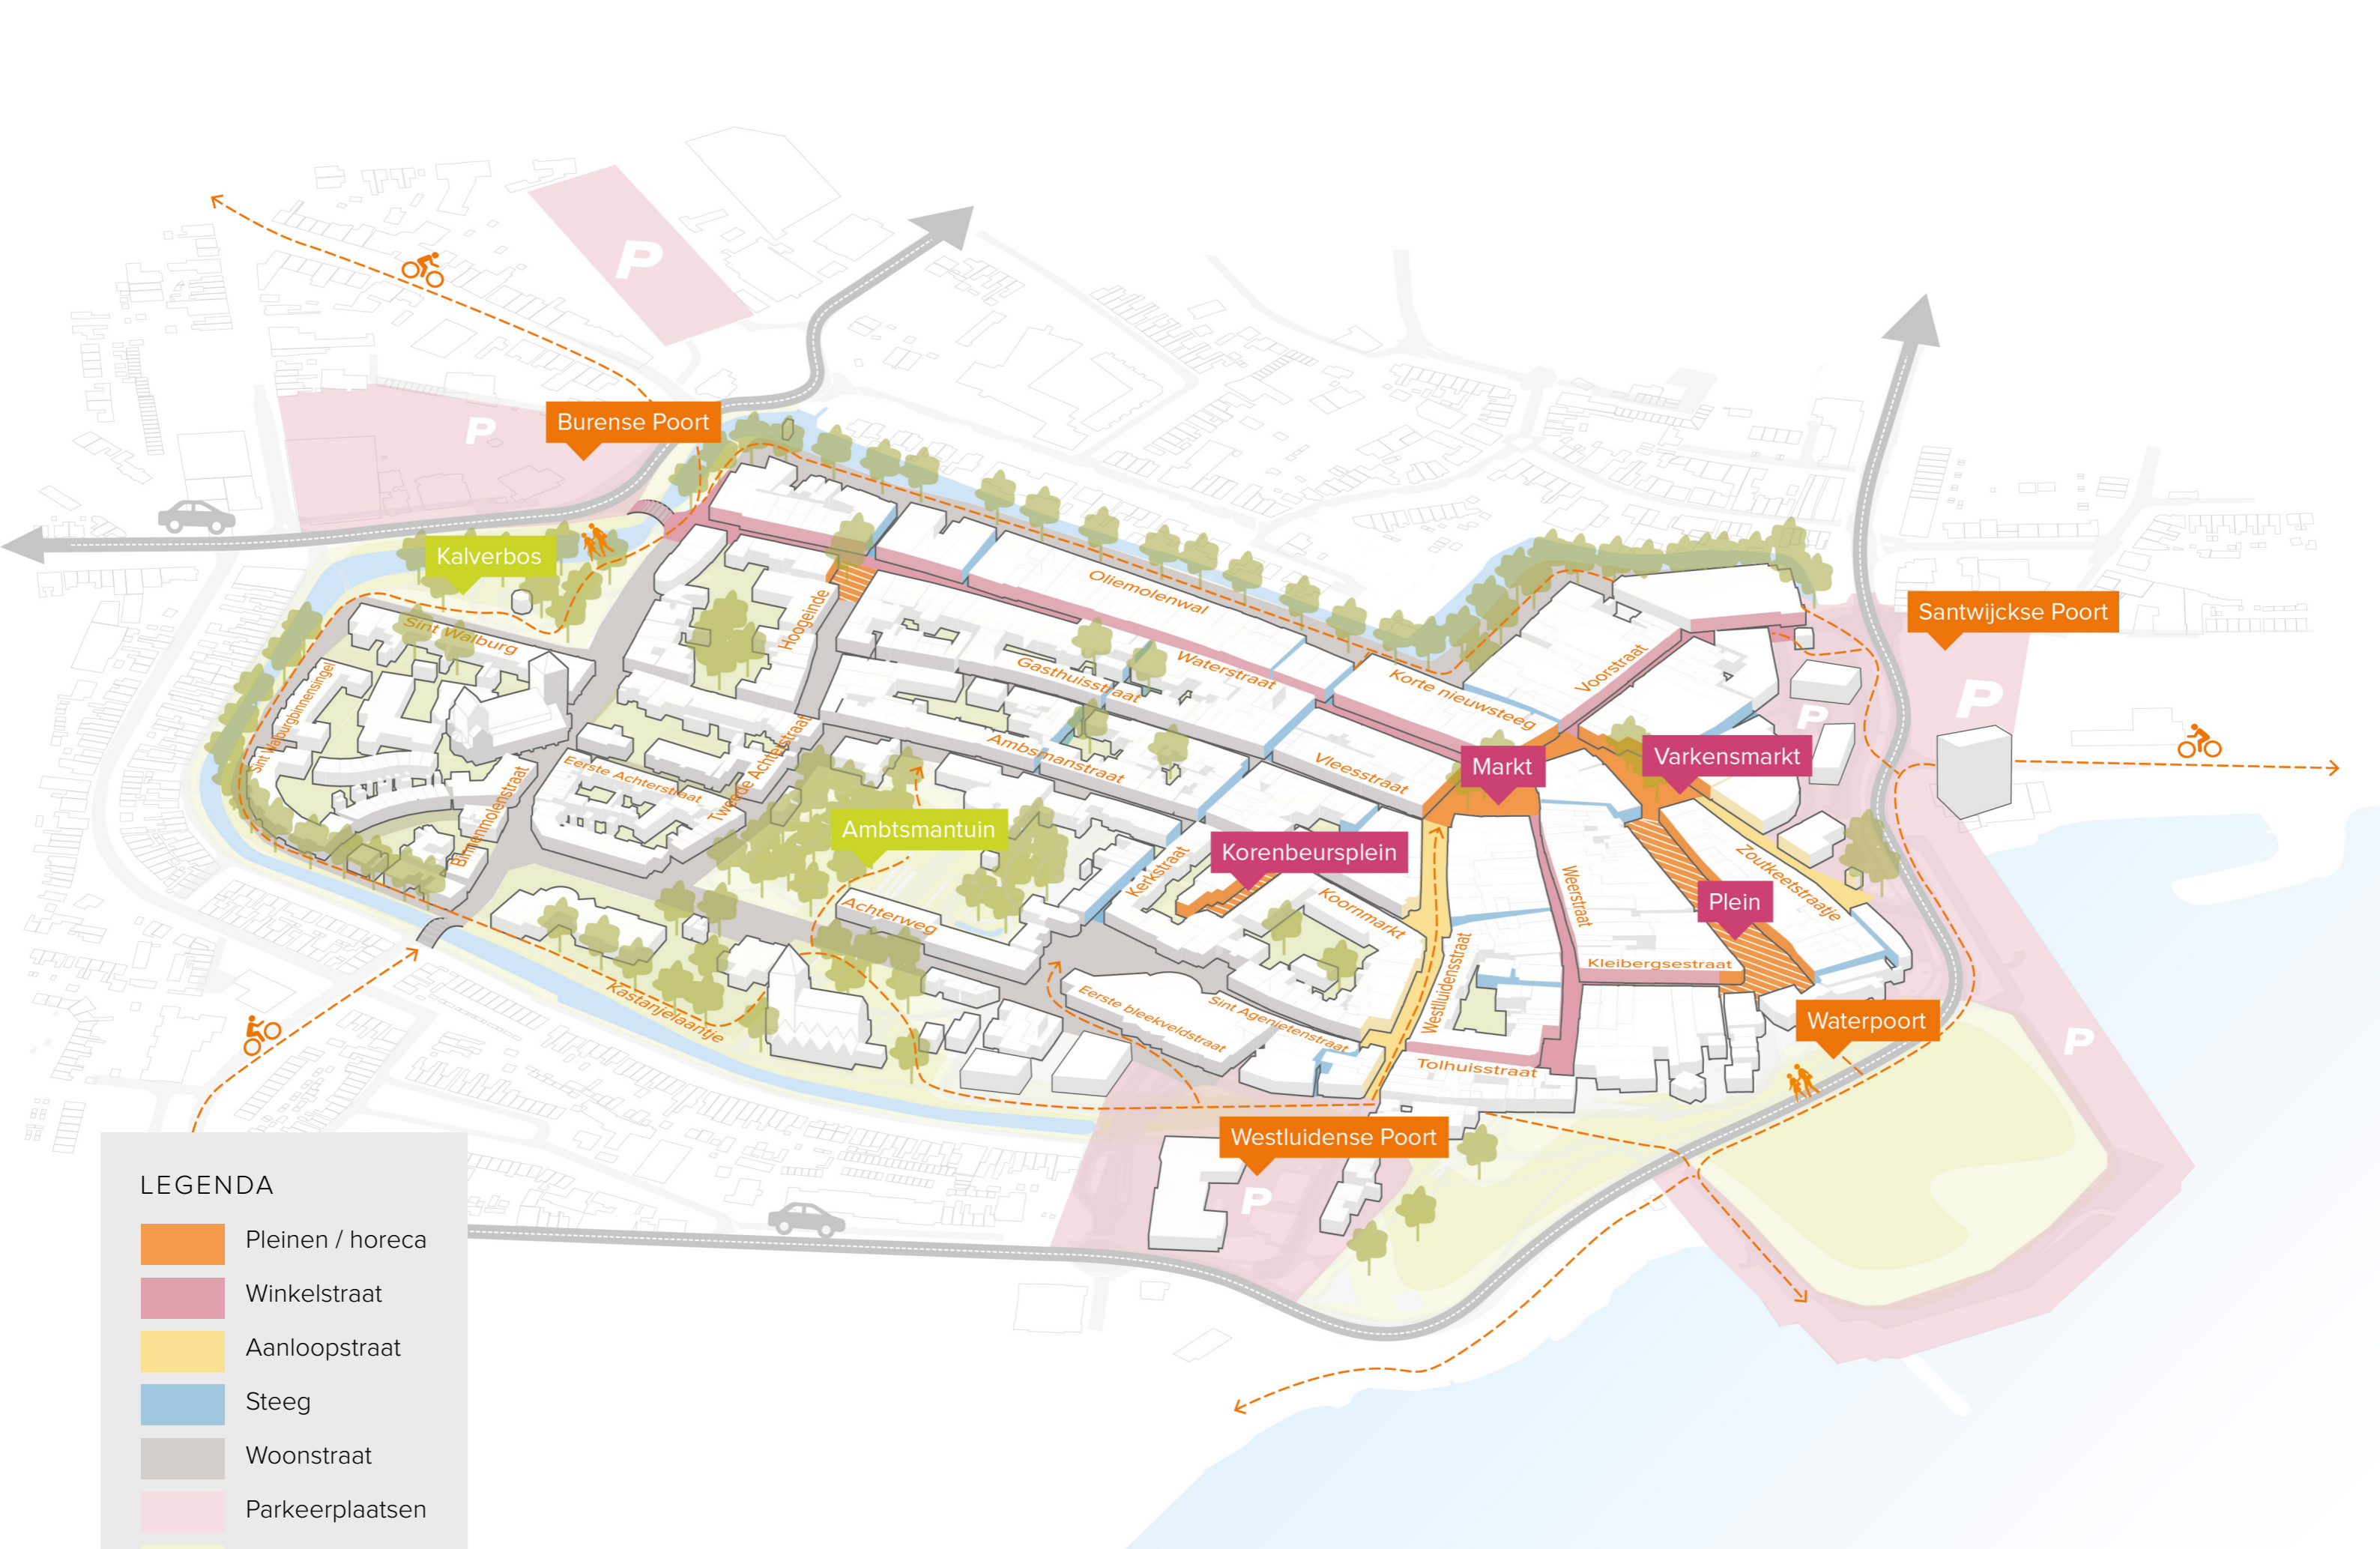 P
Burense Poort
P
Kalverbos
Sint Walburg
Hoogeinde
Oliemolenwal
Santwijckse Poort
Gasthuisstraat
Waterstraat
Korte nieuwsteeg
Voorstraat
P
P
Sint Walburgbinnensingel
Ambsmanstraat
Vleesstraat
Markt
Varkensmarkt
Eerste Achterstraat
Tweede Achterstraat
Binnenmolenstraat
Ambtsmantuin
Korenbeursplein
Kerkstraat
Zoutkeetstraatje
Plein
Achterweg
Koornmarkt
Weerstraat
Westluidensstraat
Kleibergsestraat
Kastanjelaantje
Eerste bleekveldstraat
Sint Agenietenstraat
Waterpoort
P
Tolhuisstraat
Westluidense Poort
P
LEGENDA
Pleinen / horeca
Winkelstraat
Aanloopstraat
Steeg
Woonstraat
Parkeerplaatsen